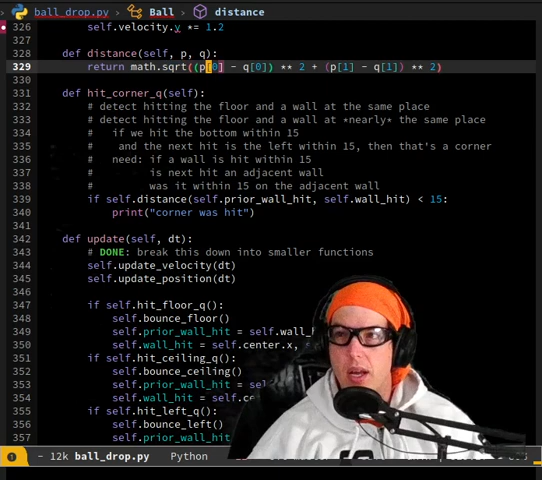 ball_drop.py > Ball > distance
326 self.velocity.y *= 1.2
327
328 def distance(self, p, q):
329 return math.sqrt((p[0] - q[0]) ** 2 + (p[1] - q[1]) ** 2)
330
331 def hit_corner_q(self):
332 # detect hitting the floor and a wall at the same place
333 # detect hitting the floor and a wall at *nearly* the same place
334 # if we hit the bottom within 15
335 # and the next hit is the left within 15, then that's a corner
336 # need: if a wall is hit within 15
337 # is next hit an adjacent wall
338 # was it within 15 on the adjacent wall
339 if self.distance(self.prior_wall_hit, self.wall_hit) < 15:
340 print("corner was hit")
341
342 def update(self, dt):
343 # DONE: break this down into smaller functions
344 self.update_velocity(dt)
345 self.update_position(dt)
346
347 if self.hit_floor_q():
348 self.bounce_floor()
349 self.prior_wall_hit = self.wall_h
350 self.wall_hit = self.center.x,
351 if self.hit_ceiling_q():
352 self.bounce_ceiling()
353 self.prior_wall_hit =
354 self.wall_hit = self.ce
355 if self.hit_left_q():
356 self.bounce_left()
357 self.prior_wall_hit
- 12k ball_drop.py Python